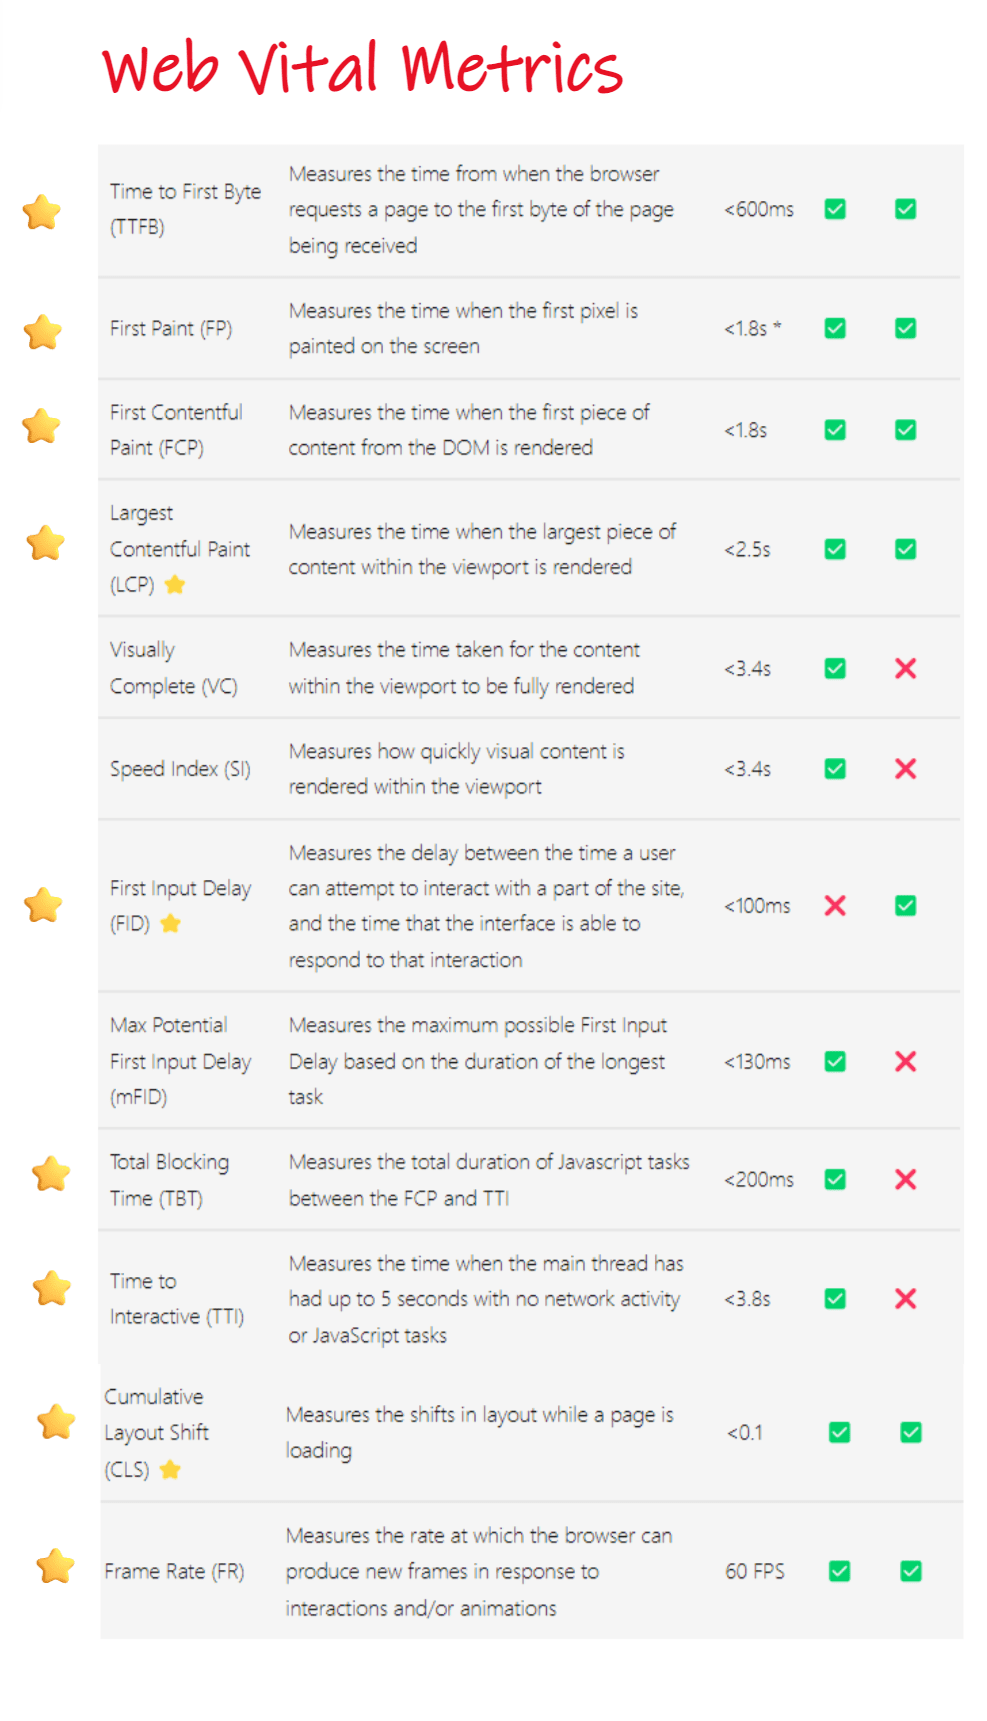 Web Vital Metrics
Time to First Byte
(TTFB)
Measures the time from when the browser
requests a page to the first byte of the page
being received
<600ms
First Paint (FP)
Measures the time when the first pixel is
painted on the screen
<1.8s *
First Contentful
Paint (FCP)
Measures the time when the first piece of
content from the DOM is rendered
<1.8s
Largest
Contentful Paint
(LCP)
Measures the time when the largest piece of
content within the viewport is rendered
<2.5s
Visually
Complete (VC)
Measures the time taken for the content
within the viewport to be fully rendered
<3.4s
Speed Index (SI)
Measures how quickly visual content is
rendered within the viewport
<3.4s
First Input Delay
(FID)
Measures the delay between the time a user
can attempt to interact with a part of the site,
and the time that the interface is able to
respond to that interaction
<100ms
Max Potential
First Input Delay
(mFID)
Measures the maximum possible First Input
Delay based on the duration of the longest
task
<130ms
Total Blocking
Time (TBT)
Measures the total duration of Javascript tasks
between the FCP and TTI
<200ms
Time to
Interactive (TTI)
Measures the time when the main thread has
had up to 5 seconds with no network activity
or JavaScript tasks
<3.8s
Cumulative
Layout Shift
(CLS)
Measures the shifts in layout while a page is
loading
<0.1
Frame Rate (FR)
Measures the rate at which the browser can
produce new frames in response to
interactions and/or animations
60 FPS